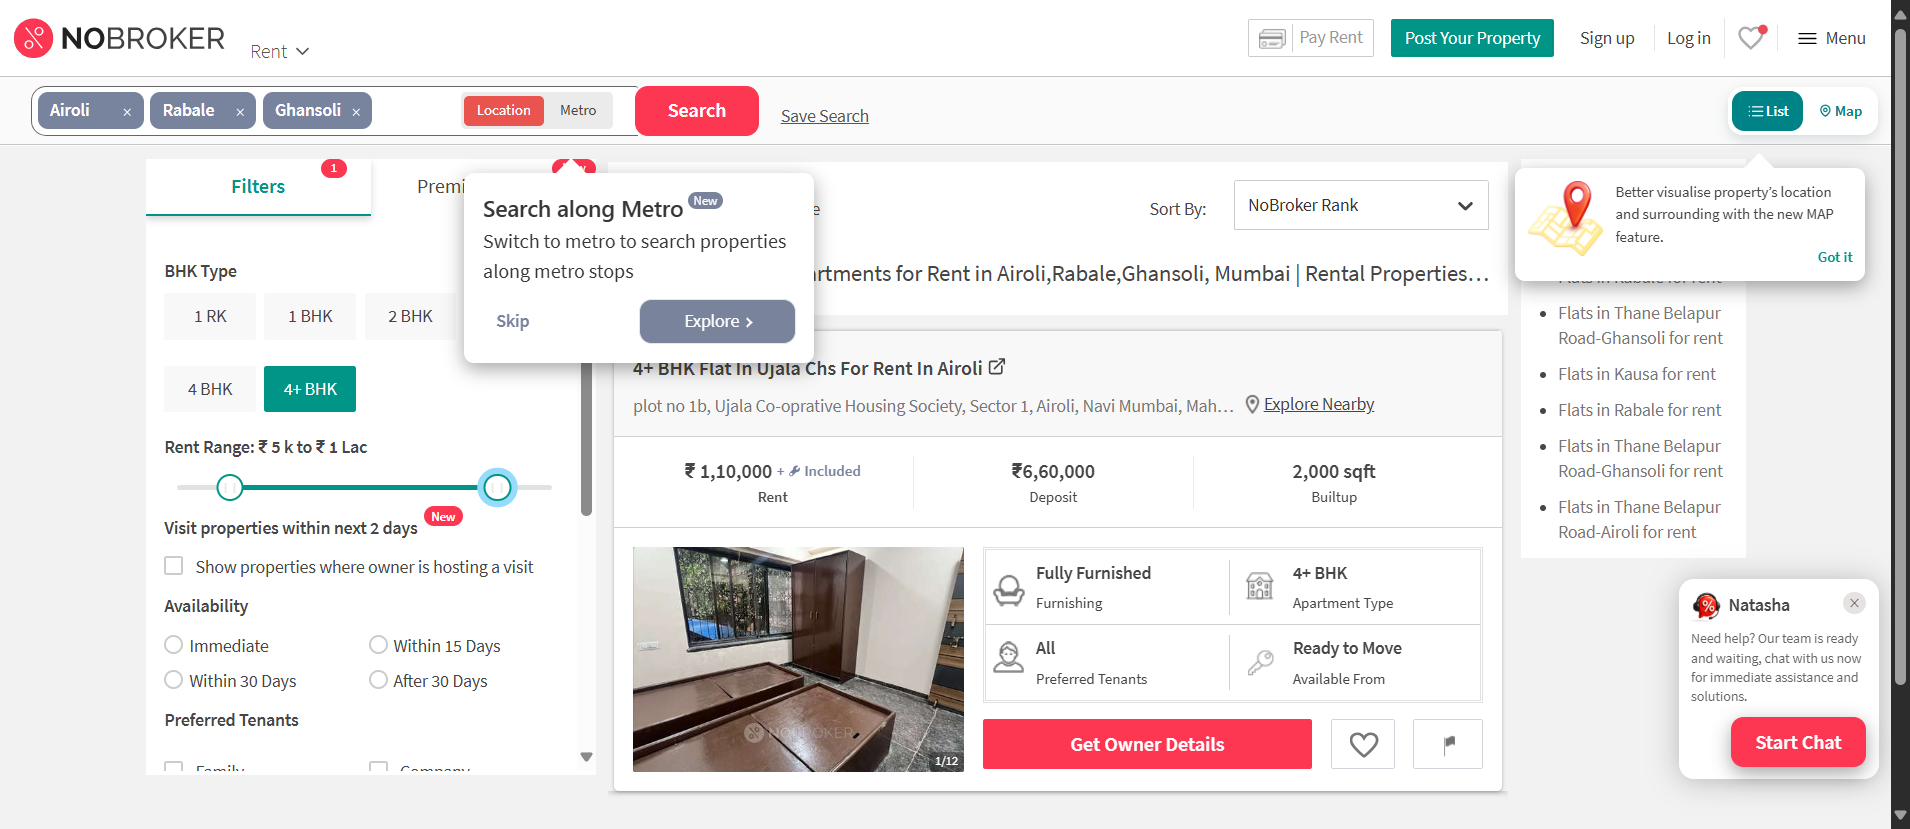 NOBROKER
Rent
Pay Rent
Post Your Property
Sign up
Log in
Menu
Airoli ×
Rabale ×
Ghansoli ×
Location
Metro
Search
Save Search
List
Map
Filters
1
Premi
Search along Metro New
Switch to metro to search properties
along metro stops
Skip
Explore ›
Sort By:
NoBroker Rank
rtments for Rent in Airoli,Rabale,Ghansoli, Mumbai | Rental Properties…
Better visualise property's location
and surrounding with the new MAP
feature.
Got it
BHK Type
1 RK
1 BHK
2 BHK
4 BHK
4+ BHK
Rent Range: ₹ 5 k to ₹ 1 Lac
Visit properties within next 2 days New
Show properties where owner is hosting a visit
Availability
Immediate
Within 15 Days
Within 30 Days
After 30 Days
Preferred Tenants
Family
Company
4+ BHK Flat In Ujala Chs For Rent In Airoli
plot no 1b, Ujala Co-oprative Housing Society, Sector 1, Airoli, Navi Mumbai, Mah…
Explore Nearby
₹ 1,10,000 + Included
Rent
₹6,60,000
Deposit
2,000 sqft
Builtup
NOBROKER
1/12
Fully Furnished
Furnishing
4+ BHK
Apartment Type
All
Preferred Tenants
Ready to Move
Available From
Get Owner Details
Flats in Rabale for rent
Flats in Thane Belapur
Road-Ghansoli for rent
Flats in Kausa for rent
Flats in Rabale for rent
Flats in Thane Belapur
Road-Ghansoli for rent
Flats in Thane Belapur
Road-Airoli for rent
Natasha
Need help? Our team is ready
and waiting, chat with us now
for immediate assistance and
solutions.
Start Chat